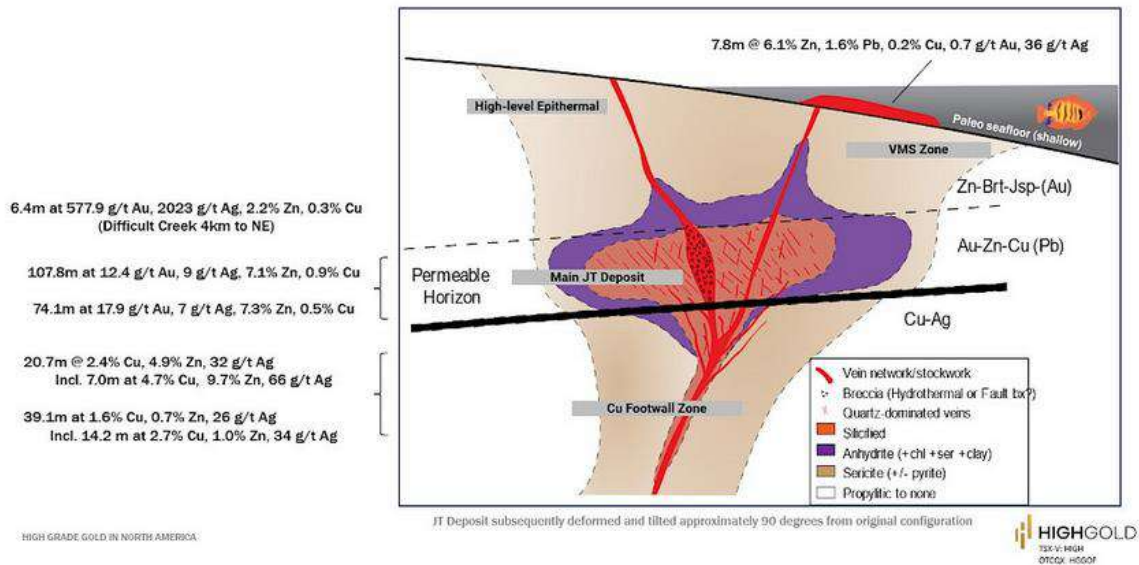 7.8m @ 6.1% Zn, 1.6% Pb, 0.2% Cu, 0.7 g/t Au, 36 g/t Ag
High-level Epithermal
Paleo seafloor (shallow)
VMS Zone
Zn-Brt-Jsp-(Au)
6.4m at 577.9 g/t Au, 2023 g/t Ag, 2.2% Zn, 0.3% Cu
(Difficult Creek 4km to NE)
Au-Zn-Cu (Pb)
107.8m at 12.4 g/t Au, 9 g/t Ag, 7.1% Zn, 0.9% Cu
Permeable
Horizon
Main JT Deposit
74.1m at 17.9 g/t Au, 7 g/t Ag, 7.3% Zn, 0.5% Cu
Cu-Ag
20.7m @ 2.4% Cu, 4.9% Zn, 32 g/t Ag
Incl. 7.0m at 4.7% Cu, 9.7% Zn, 66 g/t Ag
39.1m at 1.6% Cu, 0.7% Zn, 26 g/t Ag
Incl. 14.2 m at 2.7% Cu, 1.0% Zn, 34 g/t Ag
Cu Footwall Zone
Vein network/stockwork
Breccia (Hydrothermal or Fault bx?)
Quartz-dominated veins
Silicified
Anhydrite (+chl +ser +clay)
Sericite (+/- pyrite)
Propylitic to none
JT Deposit subsequently deformed and tilted approximately 90 degrees from original configuration
HIGH GRADE GOLD IN NORTH AMERICA
HIGHGOLD
TSX-V: HIGH
OTCQX: HGGOF